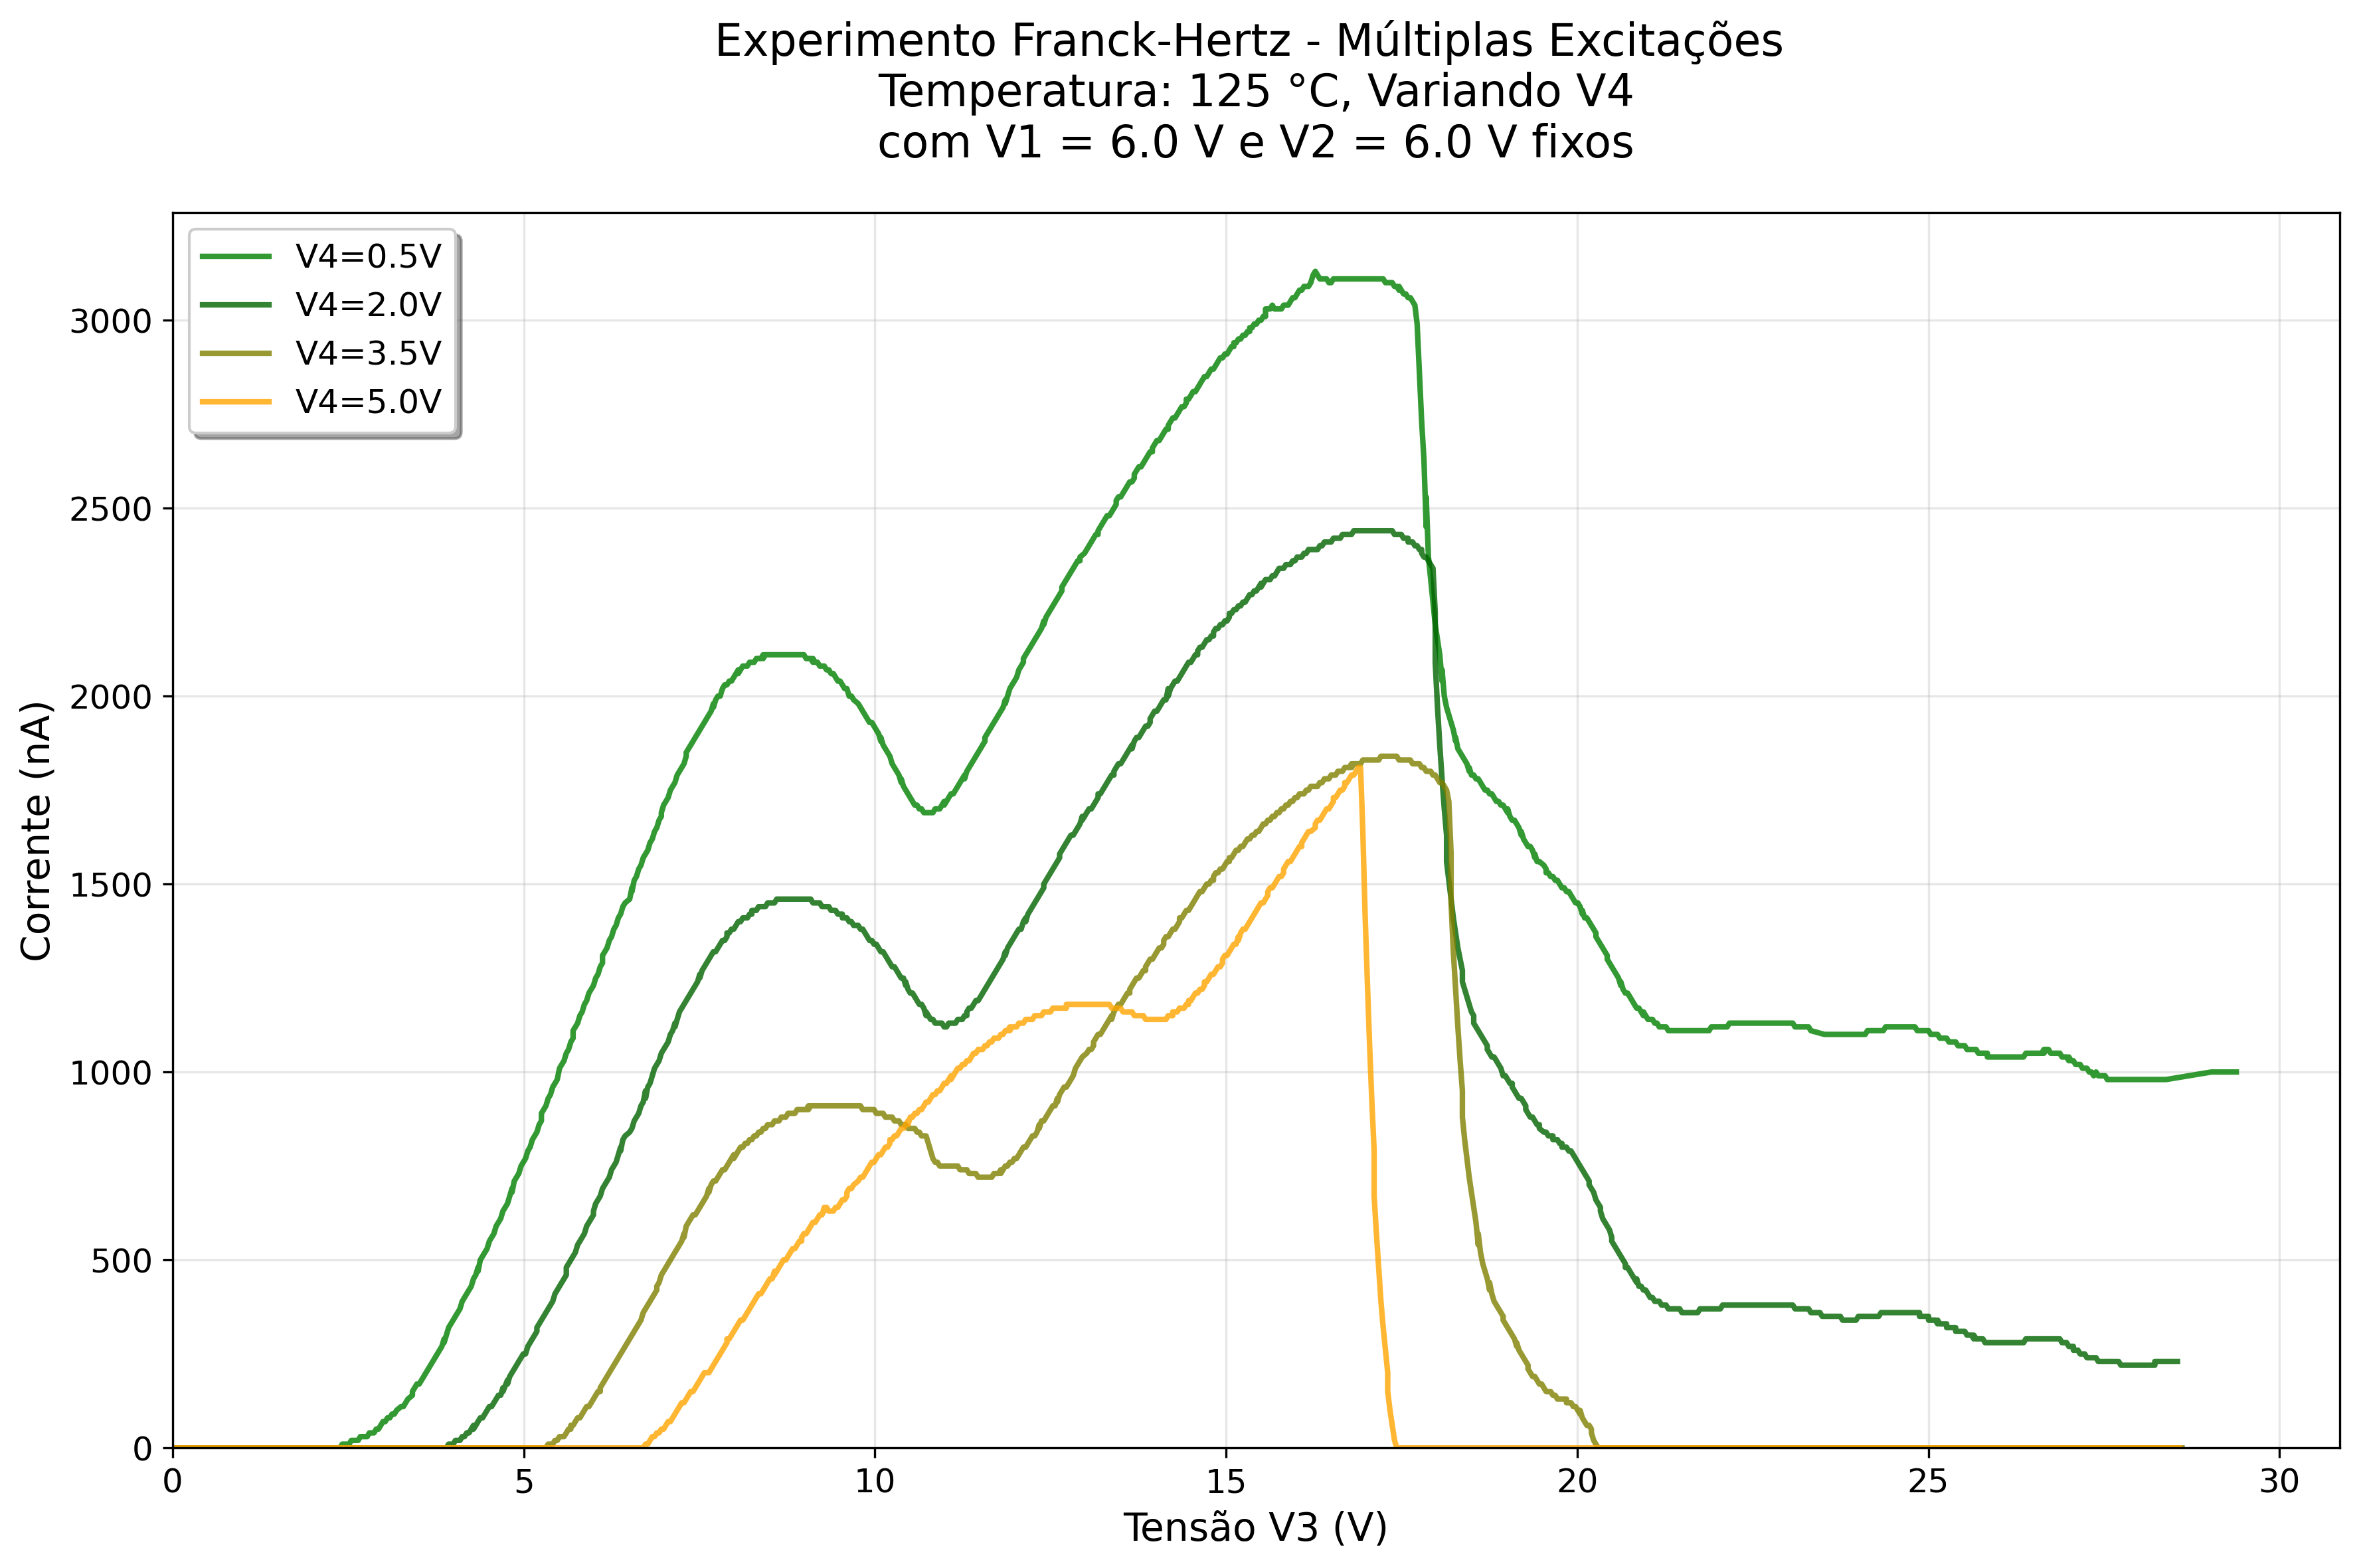 Experimento Franck-Hertz - Múltiplas Excitações
Temperatura: 125 °C, Variando V4
com V1 = 6.0 V e V2 = 6.0 V fixos
V4=0.5V
V4=2.0V
V4=3.5V
V4=5.0V
Corrente (nA)
3000
2500
2000
1500
1000
500
0
0 5 10 15 20 25 30
Tensão V3 (V)